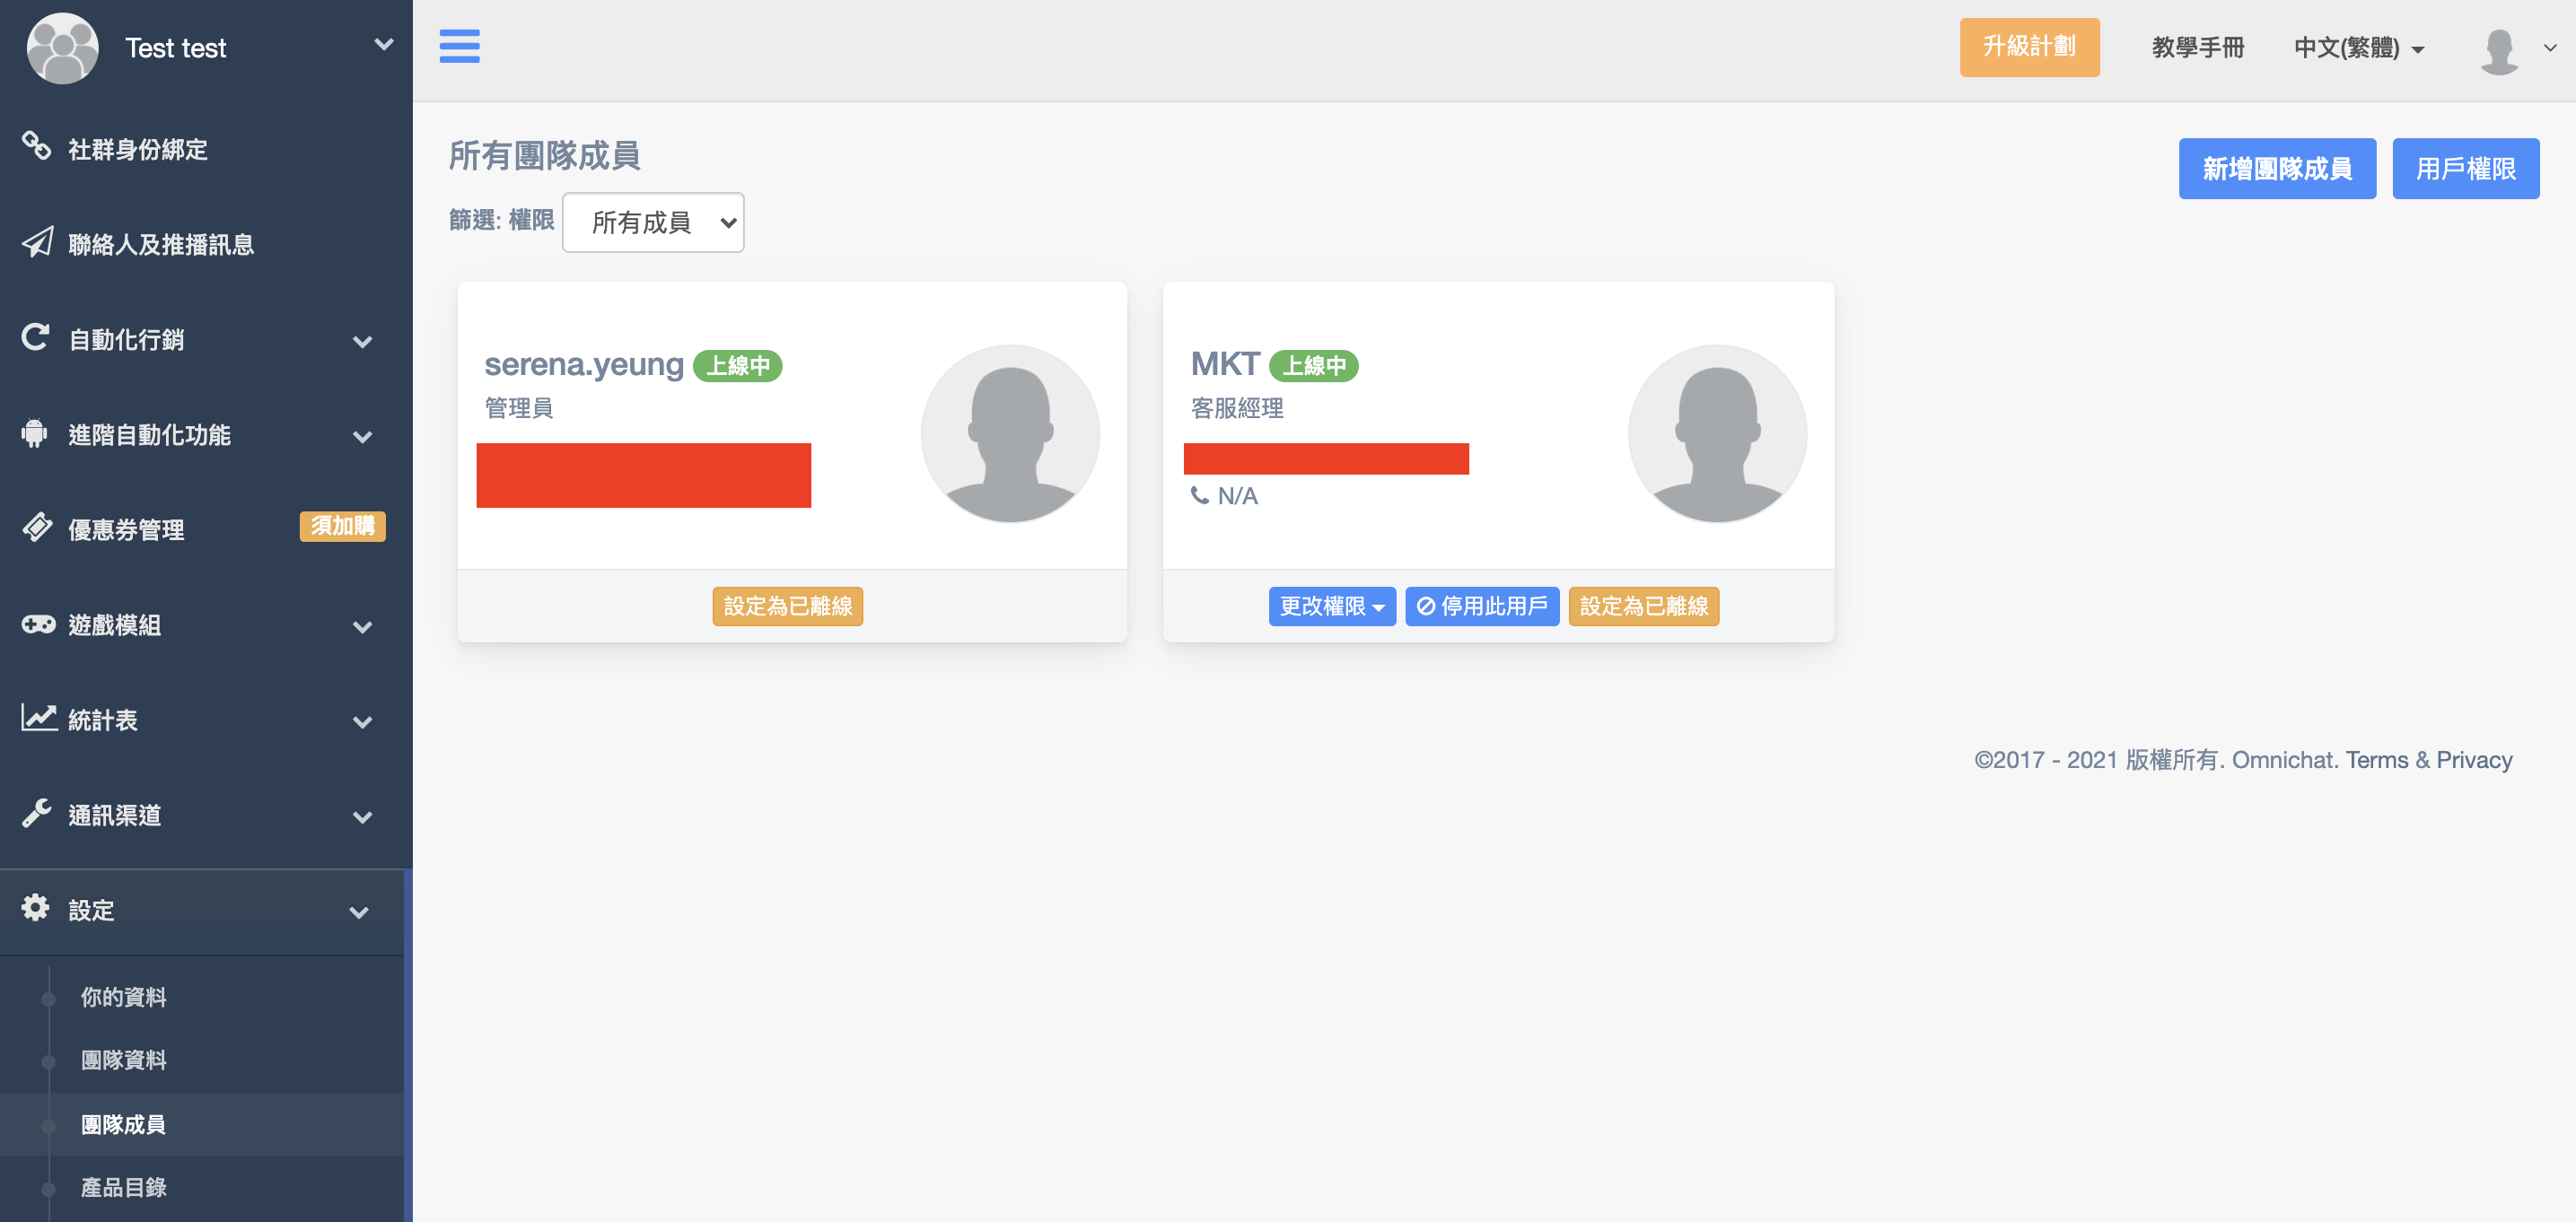 Test test
社群身份綁定
聯絡人及推播訊息
自動化行銷
進階自動化功能
優惠券管理 須加購
遊戲模組
統計表
通訊渠道
設定
你的資料
團隊資料
團隊成員
產品目錄
升級計劃 教學手冊 中文(繁體)
所有團隊成員
新增團隊成員 用戶權限
篩選: 權限 所有成員
serena.yeung 上線中
管理員
設定為已離線
MKT 上線中
客服經理
N/A
更改權限 停用此用戶 設定為已離線
©2017 - 2021 版權所有. Omnichat. Terms & Privacy